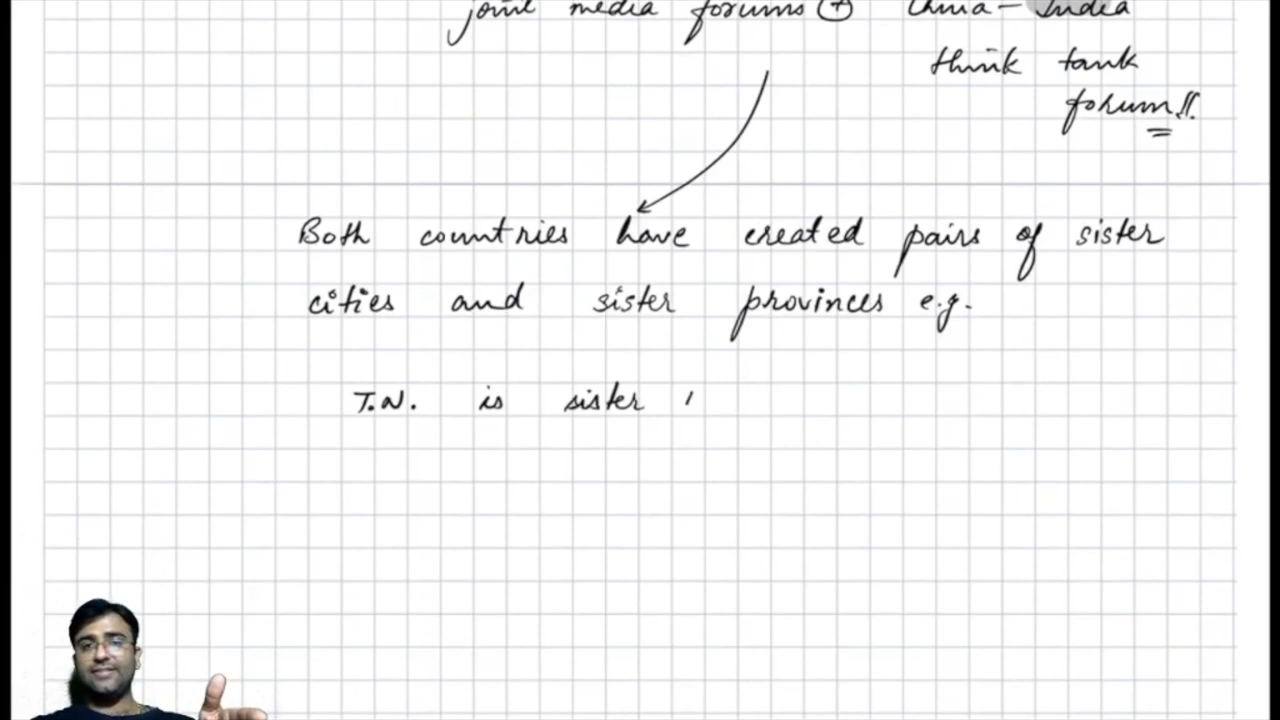 joint media forums + China - India
think tank
forum!!
Both countries have created pairs of sister
cities and sister provinces e.g.
T.N. is sister